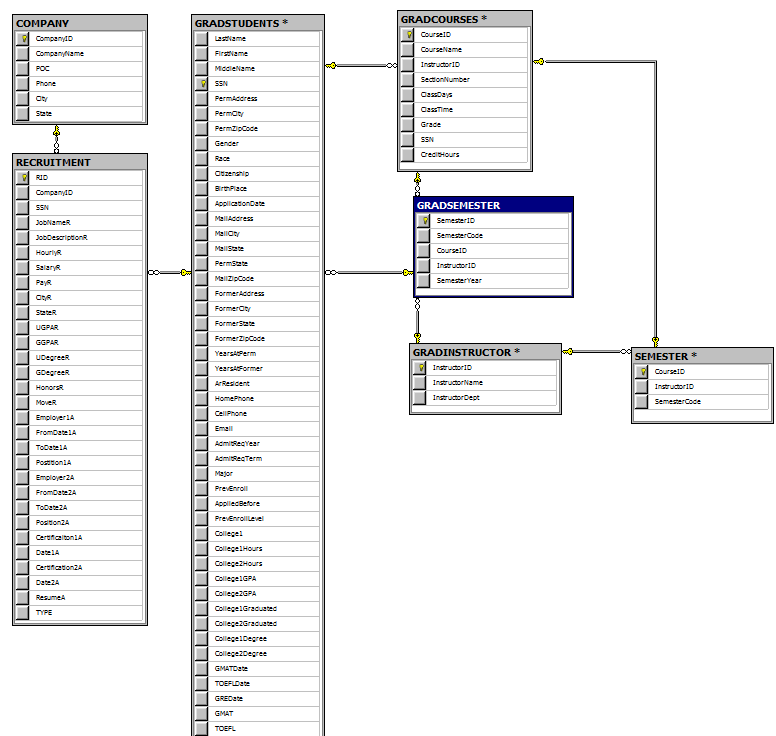 COMPANY
CompanyID
CompanyName
POC
Phone
City
State
RECRUITMENT
RID
CompanyID
SSN
JobNameR
JobDescriptionR
HourlyR
SalaryR
PayR
CityR
StateR
UGPAR
GGPAR
UDegreeR
GDegreeR
HonorsR
MoveR
Employer1A
FromDate1A
ToDate1A
Postition1A
Employer2A
FromDate2A
ToDate2A
Position2A
Certificaiton1A
Date1A
Certification2A
Date2A
ResumeA
TYPE
GRADSTUDENTS *
LastName
FirstName
MiddleName
SSN
PermAddress
PermCity
PermZipCode
Gender
Race
Citizenship
BirthPlace
ApplicationDate
MailAddress
MailCity
MailState
PermState
MailZipCode
FormerAddress
FormerCity
FormerState
FormerZipCode
YearsAtPerm
YearsAtFormer
ArResident
HomePhone
CellPhone
Email
AdmitReqYear
AdmitReqTerm
Major
PrevEnroll
AppliedBefore
PrevEnrollLevel
College1
College1Hours
College2Hours
College1GPA
College2GPA
College1Graduated
College2Graduated
College1Degree
College2Degree
GMATDate
TOEFLDate
GREDate
GMAT
TOEFL
GRADCOURSES *
CourseID
CourseName
InstructorID
SectionNumber
ClassDays
ClassTime
Grade
SSN
CreditHours
GRADSEMESTER
SemesterID
SemesterCode
CourseID
InstructorID
SemesterYear
GRADINSTRUCTOR *
InstructorID
InstructorName
InstructorDept
SEMESTER *
CourseID
InstructorID
SemesterCode